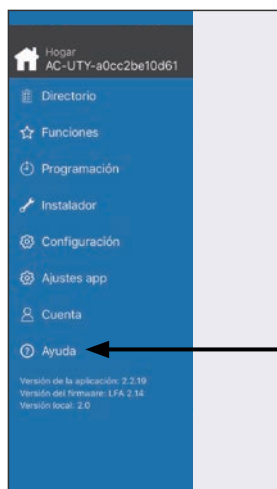 Hogar
AC-UTY-a0cc2be10d61
Directorio
Funciones
Programación
Instalador
Configuración
Ajustes app
Cuenta
Ayuda
Versión de la aplicación: 2.2.19
Versión del firmware: LFA 2.14
Versión local: 2.0